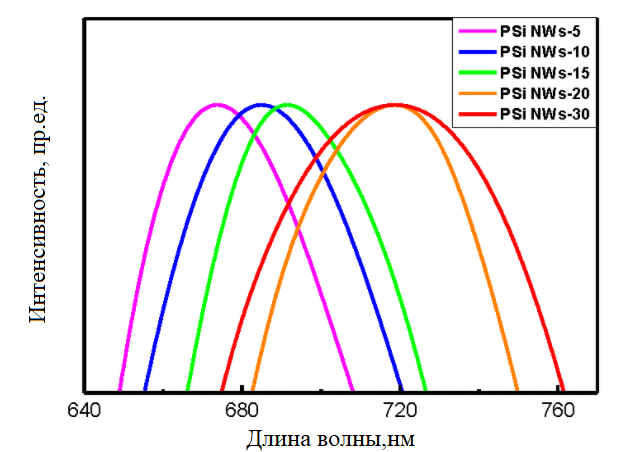 PSi NWs-5
PSi NWs-10
PSi NWs-15
PSi NWs-20
PSi NWs-30
Интенсивность, пр.ед.
640 680 720 760
Длина волны,нм